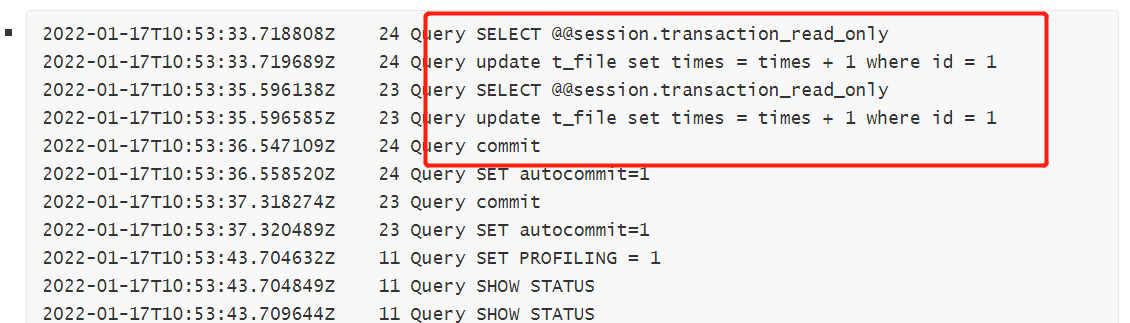 2022-01-17T10:53:33.718808Z 24 Query SELECT @@session.transaction_read_only
2022-01-17T10:53:33.719689Z 24 Query update t_file set times = times + 1 where id = 1
2022-01-17T10:53:35.596138Z 23 Query SELECT @@session.transaction_read_only
2022-01-17T10:53:35.596585Z 23 Query update t_file set times = times + 1 where id = 1
2022-01-17T10:53:36.547109Z 24 Query commit
2022-01-17T10:53:36.558520Z 24 Query SET autocommit=1
2022-01-17T10:53:37.318274Z 23 Query commit
2022-01-17T10:53:37.320489Z 23 Query SET autocommit=1
2022-01-17T10:53:43.704632Z 11 Query SET PROFILING = 1
2022-01-17T10:53:43.704849Z 11 Query SHOW STATUS
2022-01-17T10:53:43.709644Z 11 Query SHOW STATUS